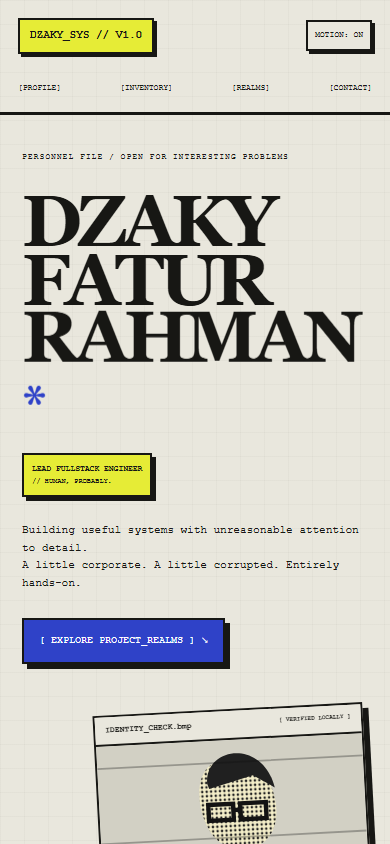 DZAKY_SYS // V1.0
MOTION: ON
[PROFILE] [INVENTORY] [REALMS] [CONTACT]
PERSONNEL FILE / OPEN FOR INTERESTING PROBLEMS
DZAKY
FATUR
RAHMAN
*
LEAD FULLSTACK ENGINEER
// HUMAN, PROBABLY.
Building useful systems with unreasonable attention
to detail.
A little corporate. A little corrupted. Entirely
hands-on.
[ EXPLORE PROJECT_REALMS ] ↘
IDENTITY_CHECK.bmp
[ VERIFIED LOCALLY ]